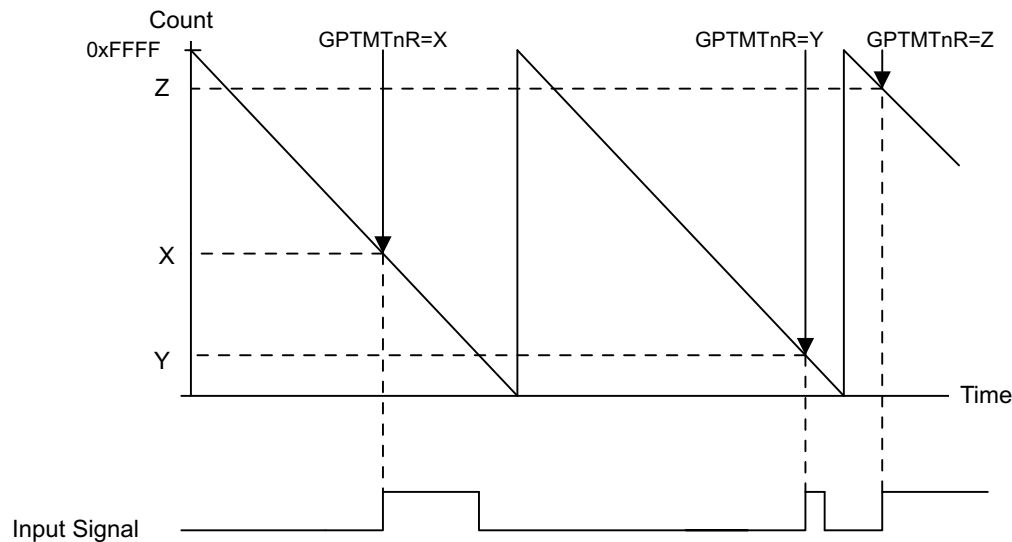 Count
0xFFFF
GPTMTnR=X
GPTMTnR=Y
GPTMTnR=Z
Z
X
Y
Time
Input Signal